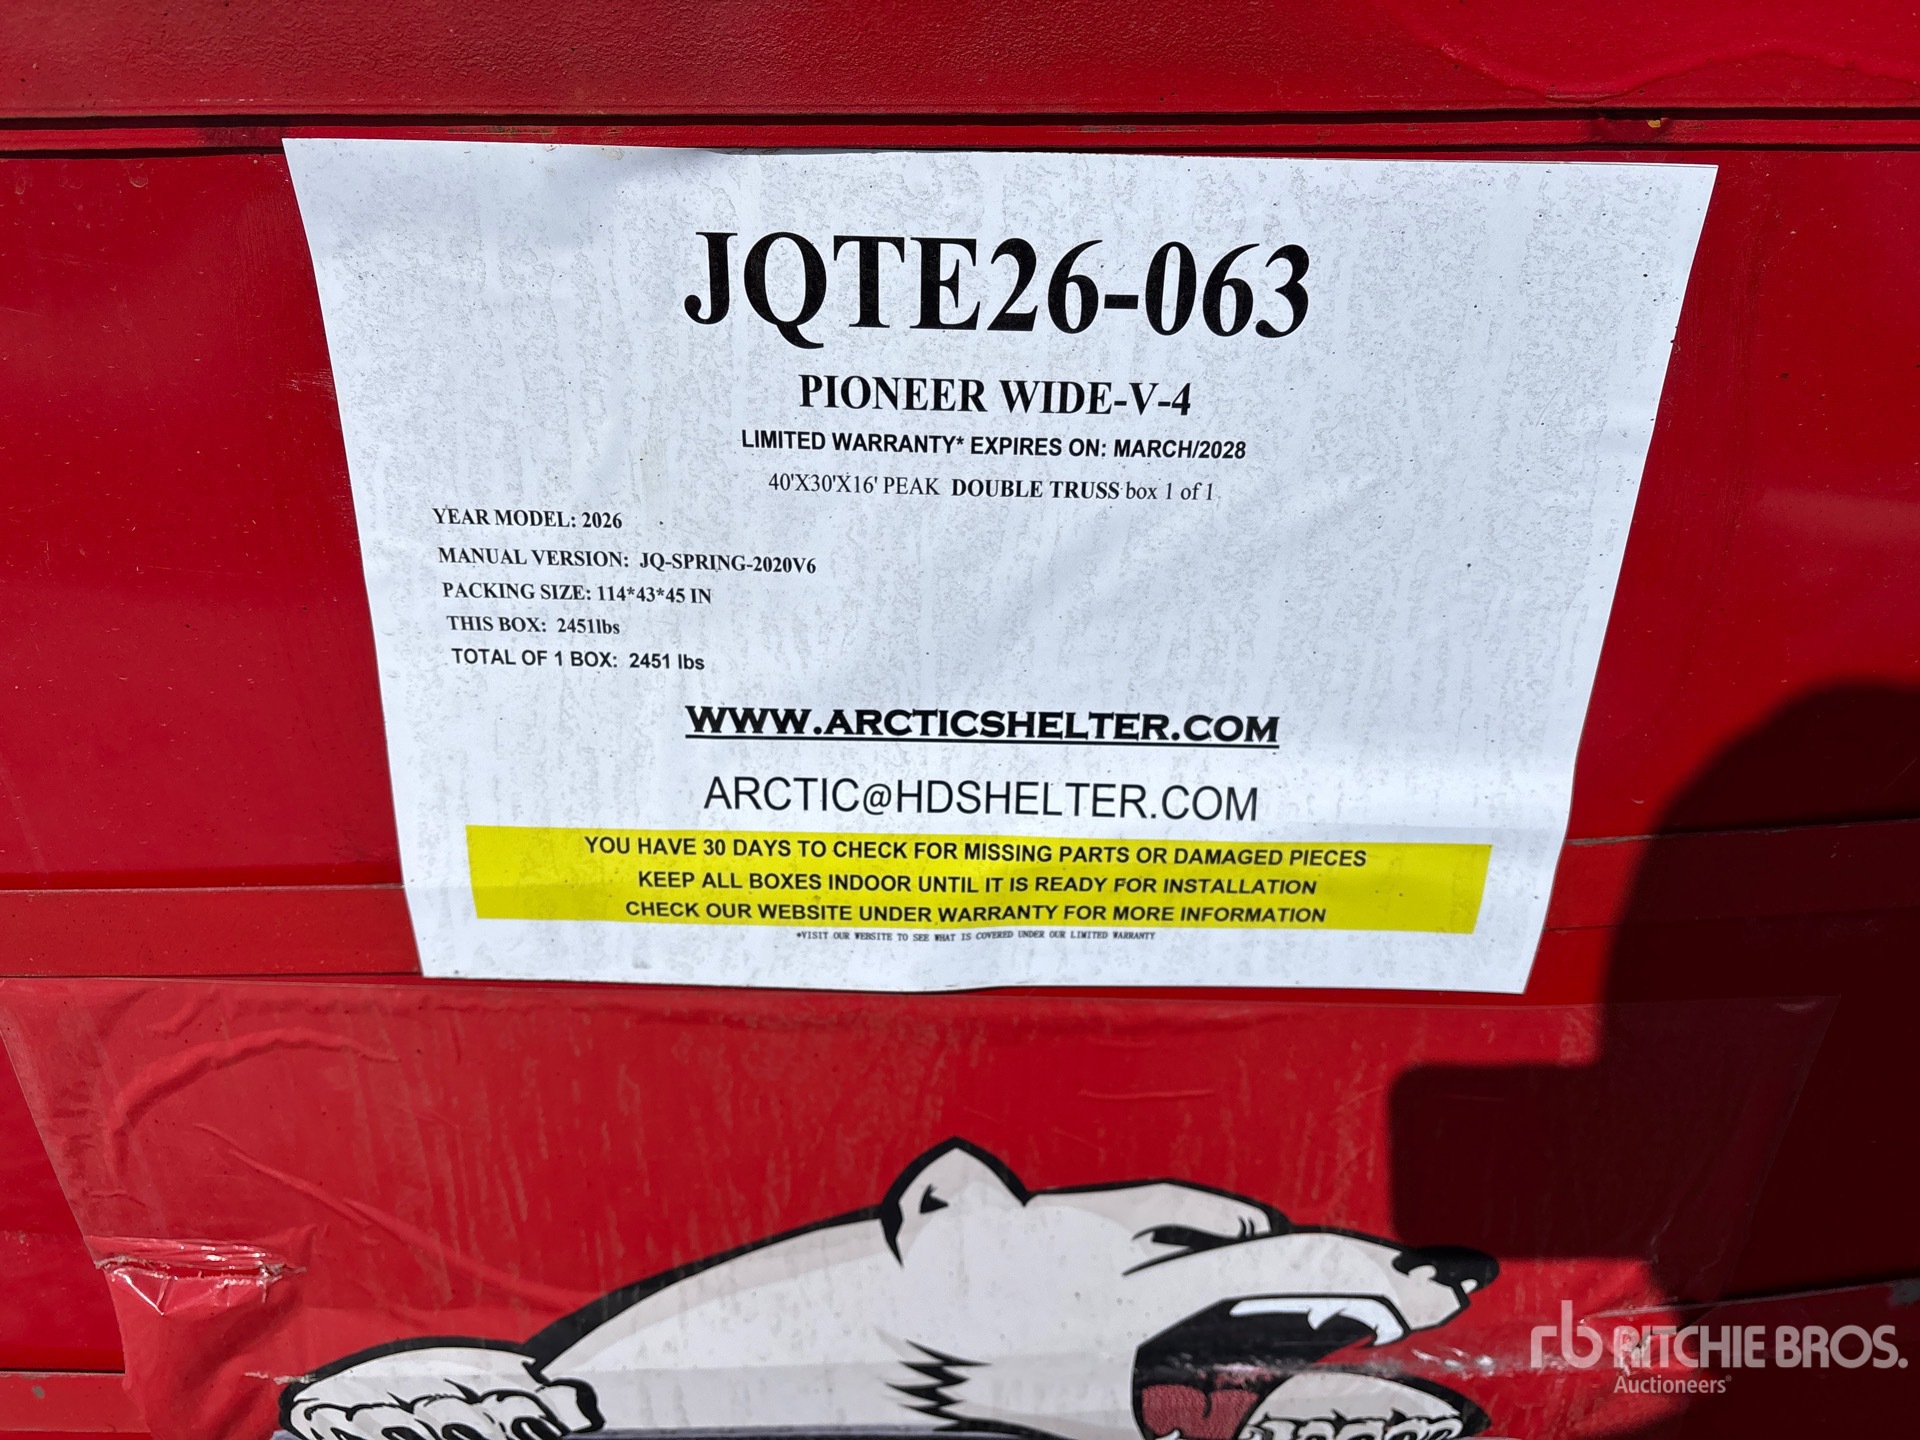 JQTE26-063
PIONEER WIDE-V-4
LIMITED WARRANTY* EXPIRES ON: MARCH/2028
40'X30'X16' PEAK DOUBLE TRUSS box 1 of 1
YEAR MODEL: 2026
MANUAL VERSION: JQ-SPRING-2020V6
PACKING SIZE: 114*43*45 IN
THIS BOX: 2451lbs
TOTAL OF 1 BOX: 2451 lbs
WWW.ARCTICSHELTER.COM
ARCTIC@HDSHELTER.COM
YOU HAVE 30 DAYS TO CHECK FOR MISSING PARTS OR DAMAGED PIECES
KEEP ALL BOXES INDOOR UNTIL IT IS READY FOR INSTALLATION
CHECK OUR WEBSITE UNDER WARRANTY FOR MORE INFORMATION
*VISIT OUR WEBSITE TO SEE WHAT IS COVERED UNDER OUR LIMITED WARRANTY
rb RITCHIE BROS.
Auctioneers